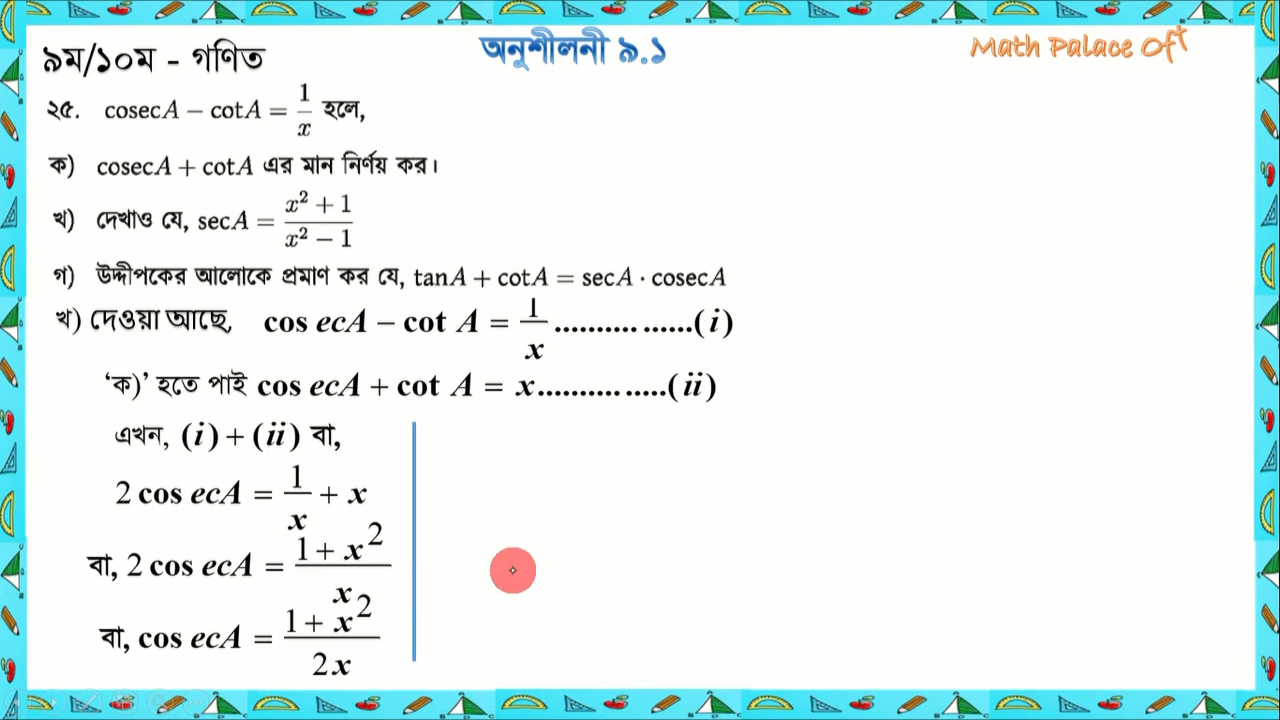 ৯ম/১০ম - গণিত
অনুশীলনী ৯.১
Math Palace Off
২৫. cosecA − cotA = 1/x হলে,
ক) cosecA + cotA এর মান নির্ণয় কর।
খ) দেখাও যে, secA = (x² + 1)/(x² − 1)
গ) উদ্দীপকের আলোকে প্রমাণ কর যে, tanA + cotA = secA · cosecA
খ) দেওয়া আছে, cos ecA − cot A = 1/x ................(i)
‘ক)’ হতে পাই cos ecA + cot A = x...............(ii)
এখন, (i) + (ii) বা,
2 cos ecA = 1/x + x
বা, 2 cos ecA = (1 + x²)/x
বা, cos ecA = (1 + x²)/2x